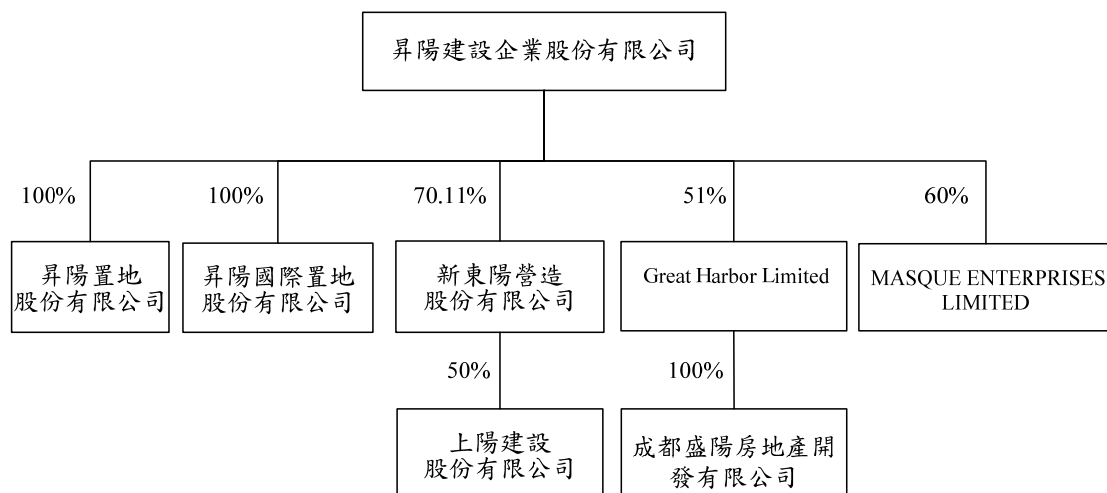 昇陽建設企業股份有限公司
100%
100%
70.11%
51%
60%
昇陽置地
股份有限公司
昇陽國際置地
股份有限公司
新東陽營造
股份有限公司
Great Harbor Limited
MASQUE ENTERPRISES
LIMITED
50%
100%
上陽建設
股份有限公司
成都盛陽房地產開
發有限公司